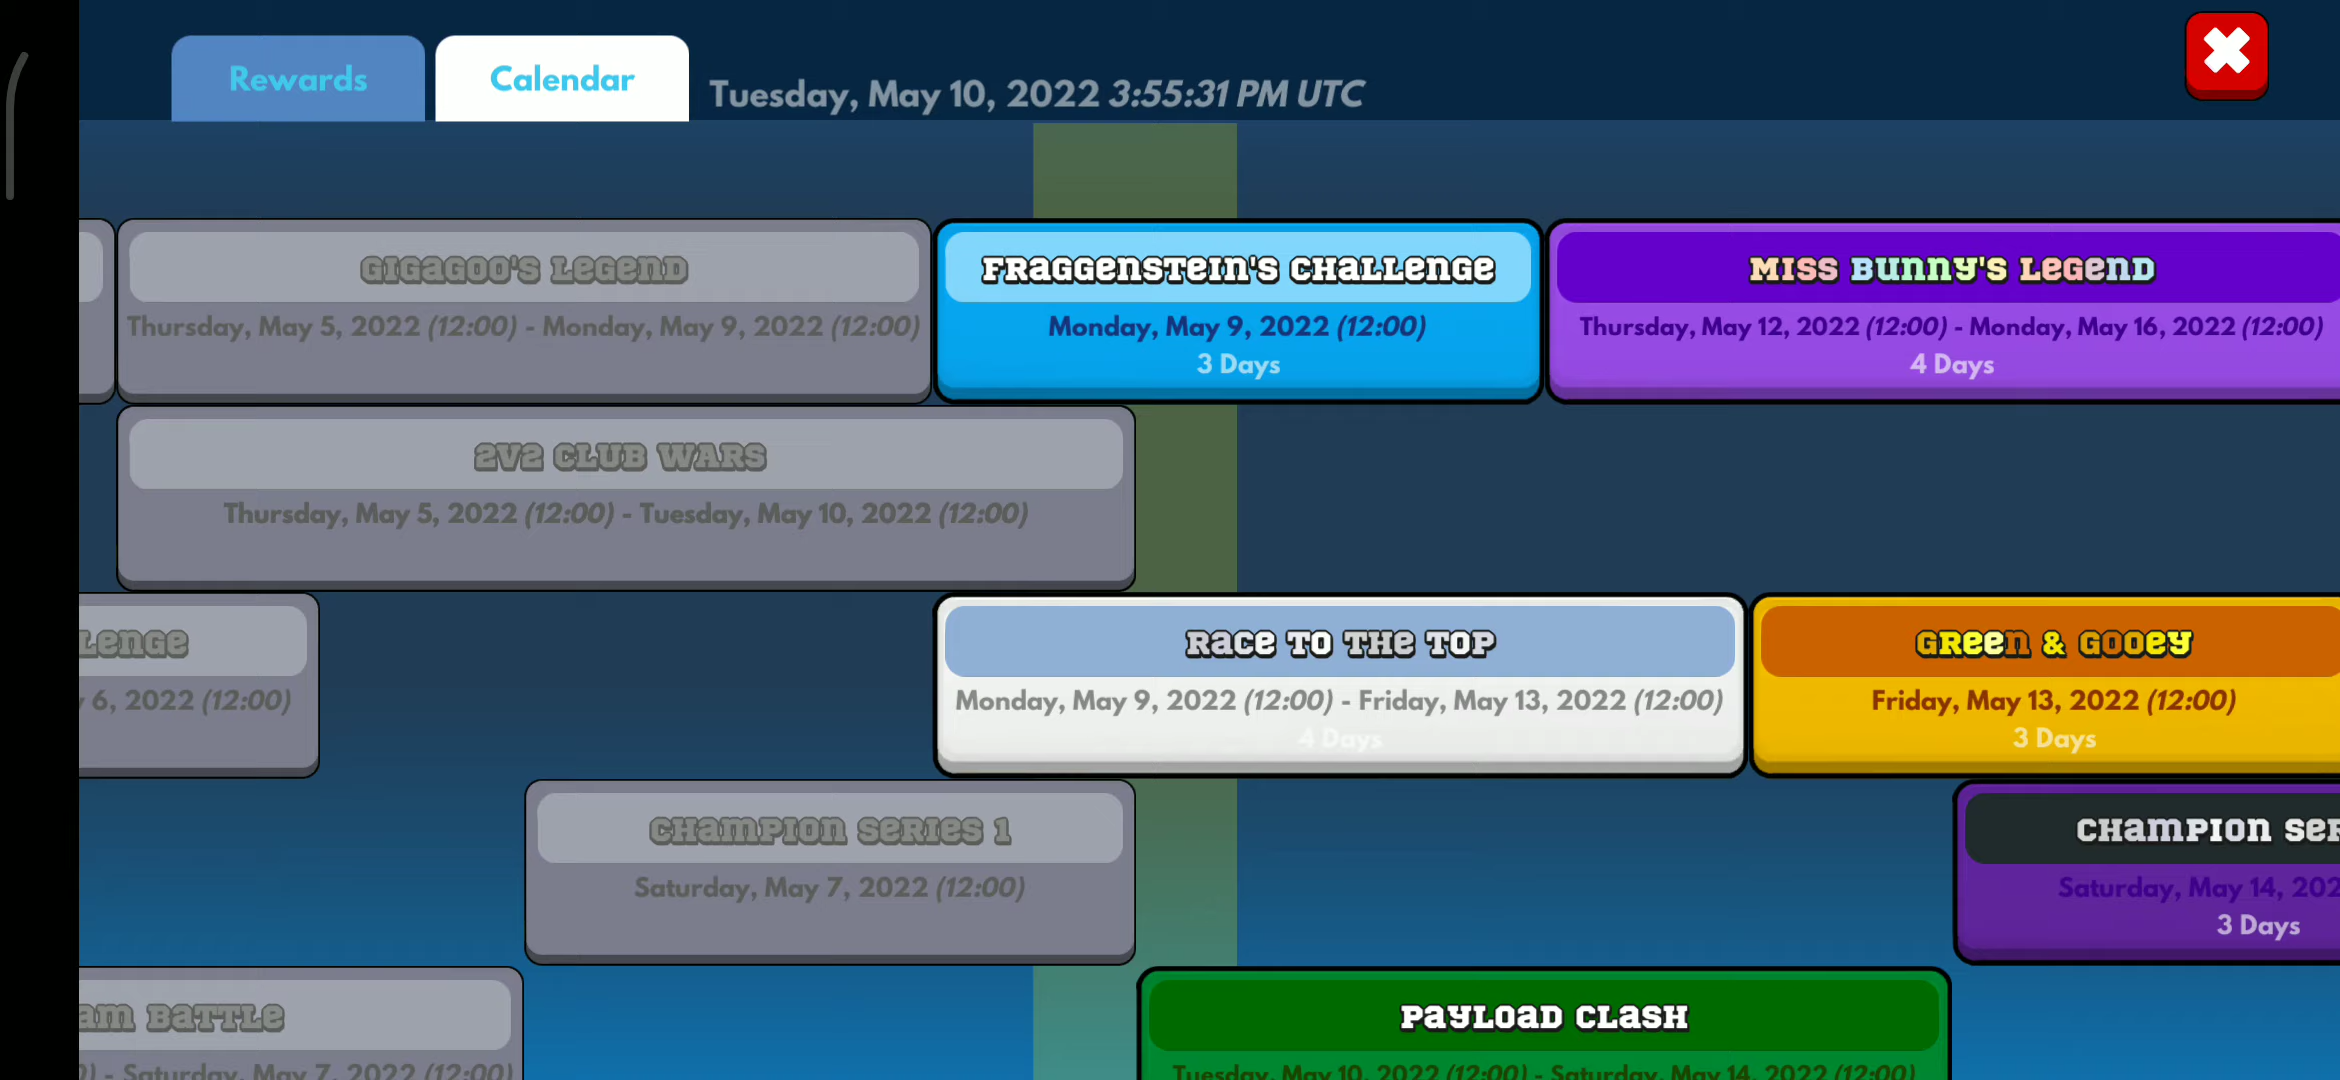 Rewards
Calendar
Tuesday, May 10, 2022 3:55:31 PM UTC
GIGAGOO'S LEGEND
Thursday, May 5, 2022 (12:00) - Monday, May 9, 2022 (12:00)
FRAGGENSTEIN'S CHALLENGE
Monday, May 9, 2022 (12:00)
3 Days
MISS BUNNY'S LEGEND
Thursday, May 12, 2022 (12:00) - Monday, May 16, 2022 (12:00)
4 Days
2V2 CLUB WARS
Thursday, May 5, 2022 (12:00) - Tuesday, May 10, 2022 (12:00)
LENGE
6, 2022 (12:00)
RACE TO THE TOP
Monday, May 9, 2022 (12:00) - Friday, May 13, 2022 (12:00)
4 Days
GREEN & GOOEY
Friday, May 13, 2022 (12:00)
3 Days
CHAMPION SERIES 1
Saturday, May 7, 2022 (12:00)
CHAMPION SER
Saturday, May 14, 202
3 Days
AM BATTLE
- Saturday, May 7, 2022 (12:00)
PAYLOAD CLASH
Tuesday, May 10, 2022 (12:00) - Saturday, May 14, 2022 (12:00)